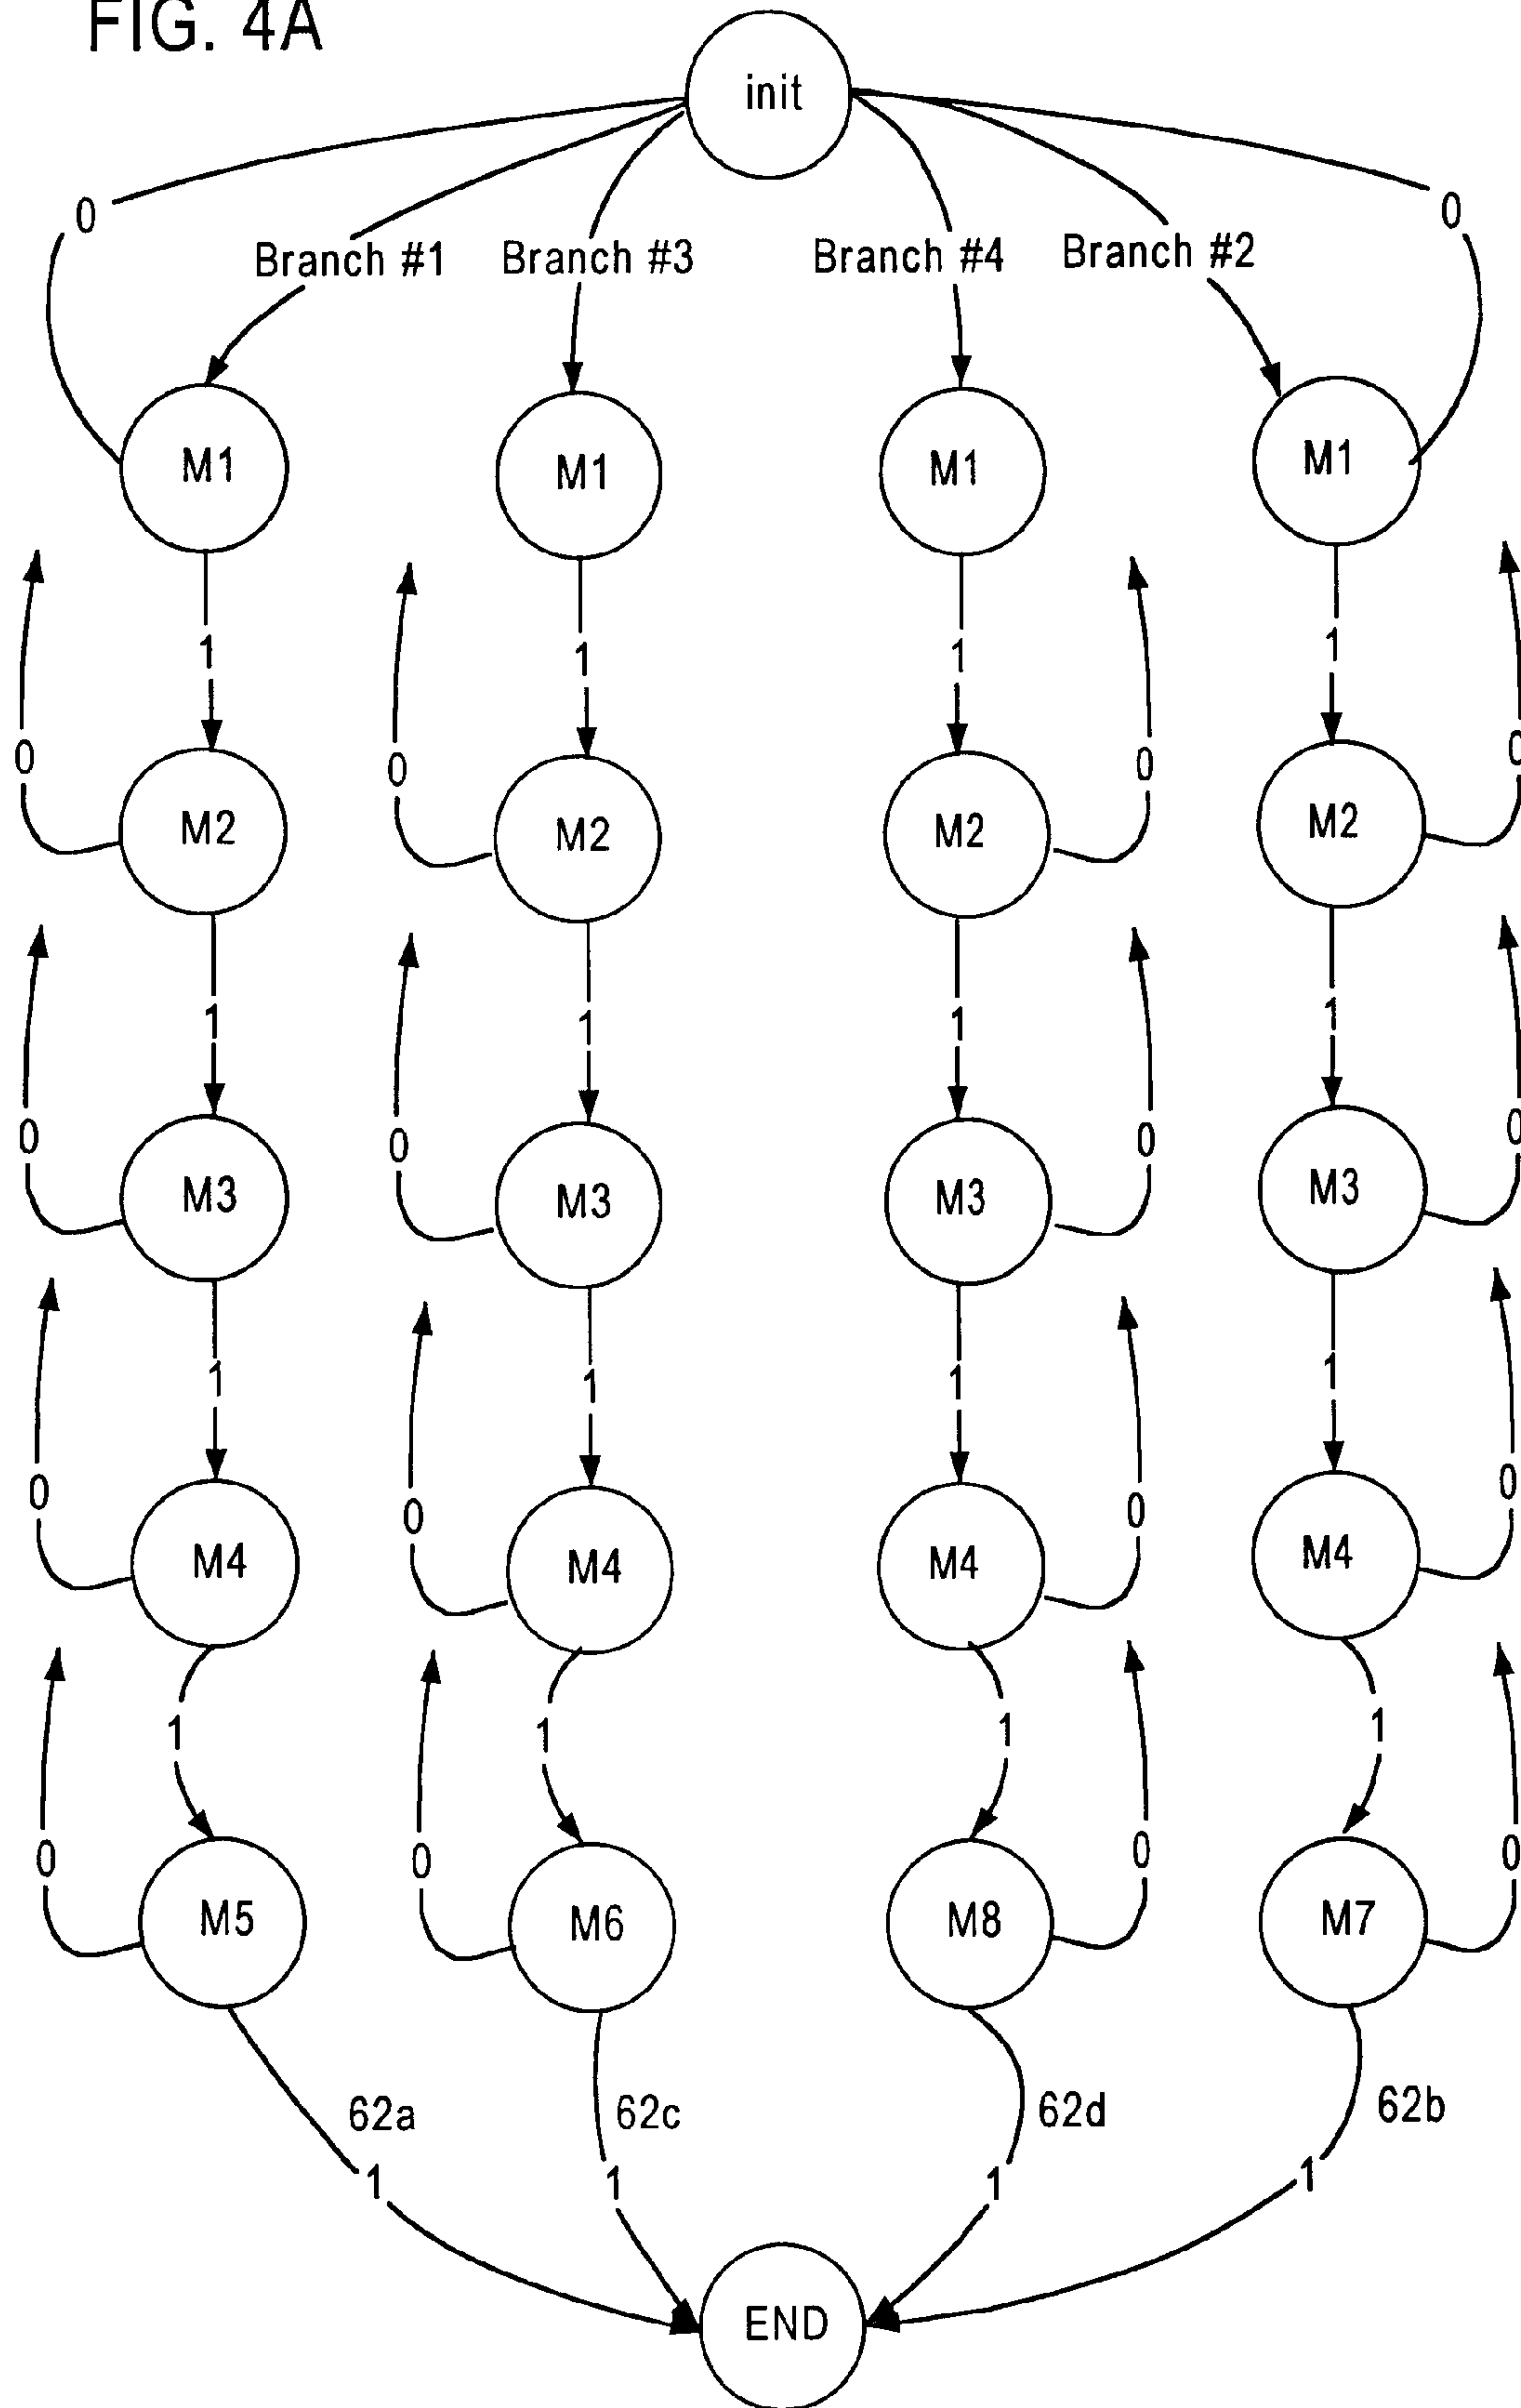 FIG. 4A
init
0
0
Branch #1 Branch #3 Branch #4 Branch #2
M1 M1 M1 M1
1 1 1 1
0 0 0 0
M2 M2 M2 M2
1 1 1 1
0 0 0 0
M3 M3 M3 M3
1 1 1 1
0 0 0 0
M4 M4 M4 M4
1 1 1 1
0 0 0 0
M5 M6 M8 M7
62a 62c 62d 62b
1 1 1 1
END